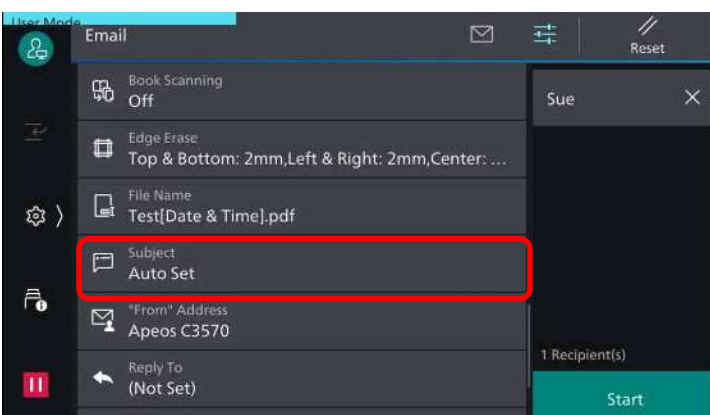 User Mode
Email
Reset
Book Scanning
Off
Sue
Edge Erase
Top & Bottom: 2mm,Left & Right: 2mm,Center: ...
File Name
Test[Date & Time].pdf
Subject
Auto Set
"From" Address
Apeos C3570
1 Recipient(s)
Reply To
(Not Set)
Start